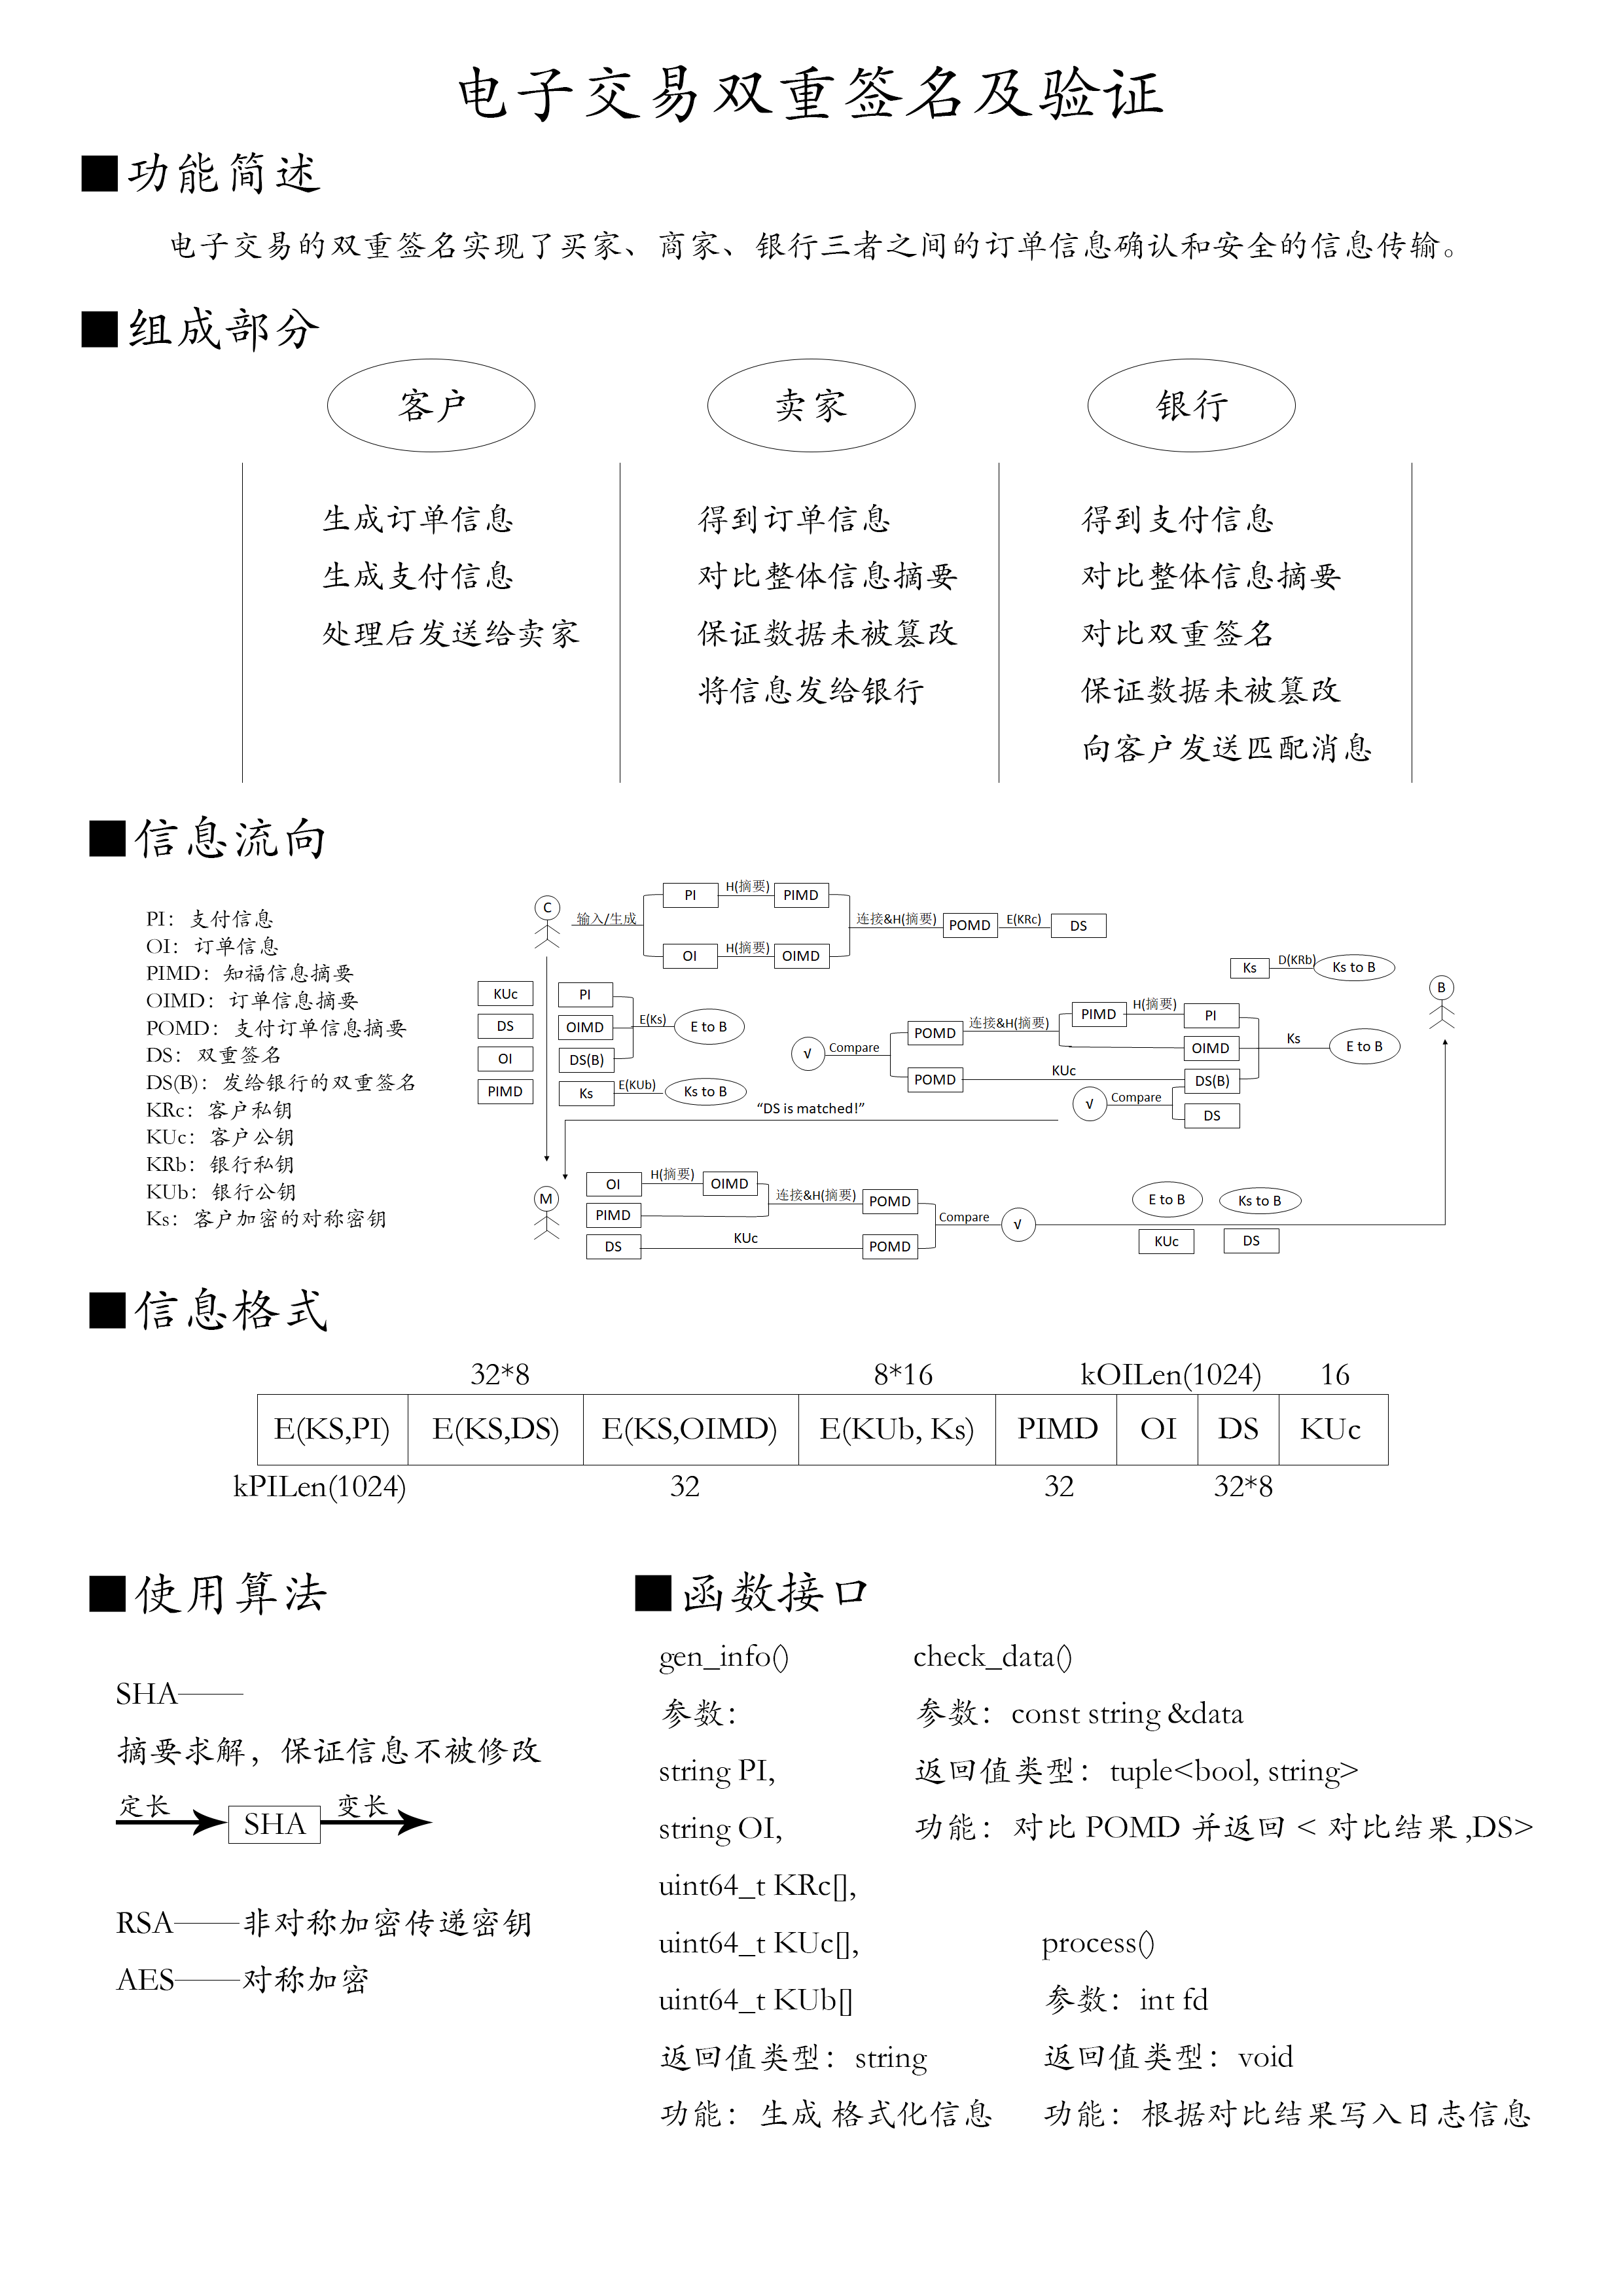 电子交易双重签名及验证
■功能简述
电子交易的双重签名实现了买家、商家、银行三者之间的订单信息确认和安全的信息传输。
■组成部分
客户
生成订单信息
生成支付信息
处理后发送给卖家
卖家
得到订单信息
对比整体信息摘要
保证数据未被篡改
将信息发给银行
银行
得到支付信息
对比整体信息摘要
对比双重签名
保证数据未被篡改
向客户发送匹配消息
■信息流向
PI：支付信息
OI：订单信息
PIMD：知福信息摘要
OIMD：订单信息摘要
POMD：支付订单信息摘要
DS：双重签名
DS(B)：发给银行的双重签名
KRc：客户私钥
KUc：客户公钥
KRb：银行私钥
KUb：银行公钥
Ks：客户加密的对称密钥
C
输入/生成
PI
H(摘要)
PIMD
OI
H(摘要)
OIMD
连接&H(摘要)
POMD
E(KRc)
DS
KUc
DS
OI
PIMD
PI
OIMD
DS(B)
E(Ks)
E to B
Ks
E(KUb)
Ks to B
Ks
D(KRb)
Ks to B
B
√
Compare
POMD
连接&H(摘要)
PIMD
H(摘要)
PI
OIMD
Ks
E to B
POMD
KUc
DS(B)
√
Compare
DS
“DS is matched!”
M
OI
H(摘要)
OIMD
PIMD
连接&H(摘要)
POMD
DS
KUc
POMD
Compare
√
E to B
Ks to B
KUc
DS
■信息格式
32*8
8*16
kOILen(1024)
16
E(KS,PI)
E(KS,DS)
E(KS,OIMD)
E(KUb, Ks)
PIMD
OI
DS
KUc
kPILen(1024)
32
32
32*8
■使用算法
SHA——
摘要求解，保证信息不被修改
定长
SHA
变长
RSA——非对称加密传递密钥
AES——对称加密
■函数接口
gen_info()
参数：
string PI,
string OI,
uint64_t KRc[],
uint64_t KUc[],
uint64_t KUb[]
返回值类型：string
功能：生成 格式化信息
check_data()
参数：const string &data
返回值类型：tuple<bool, string>
功能：对比 POMD 并返回 < 对比结果 ,DS>
process()
参数：int fd
返回值类型：void
功能：根据对比结果写入日志信息